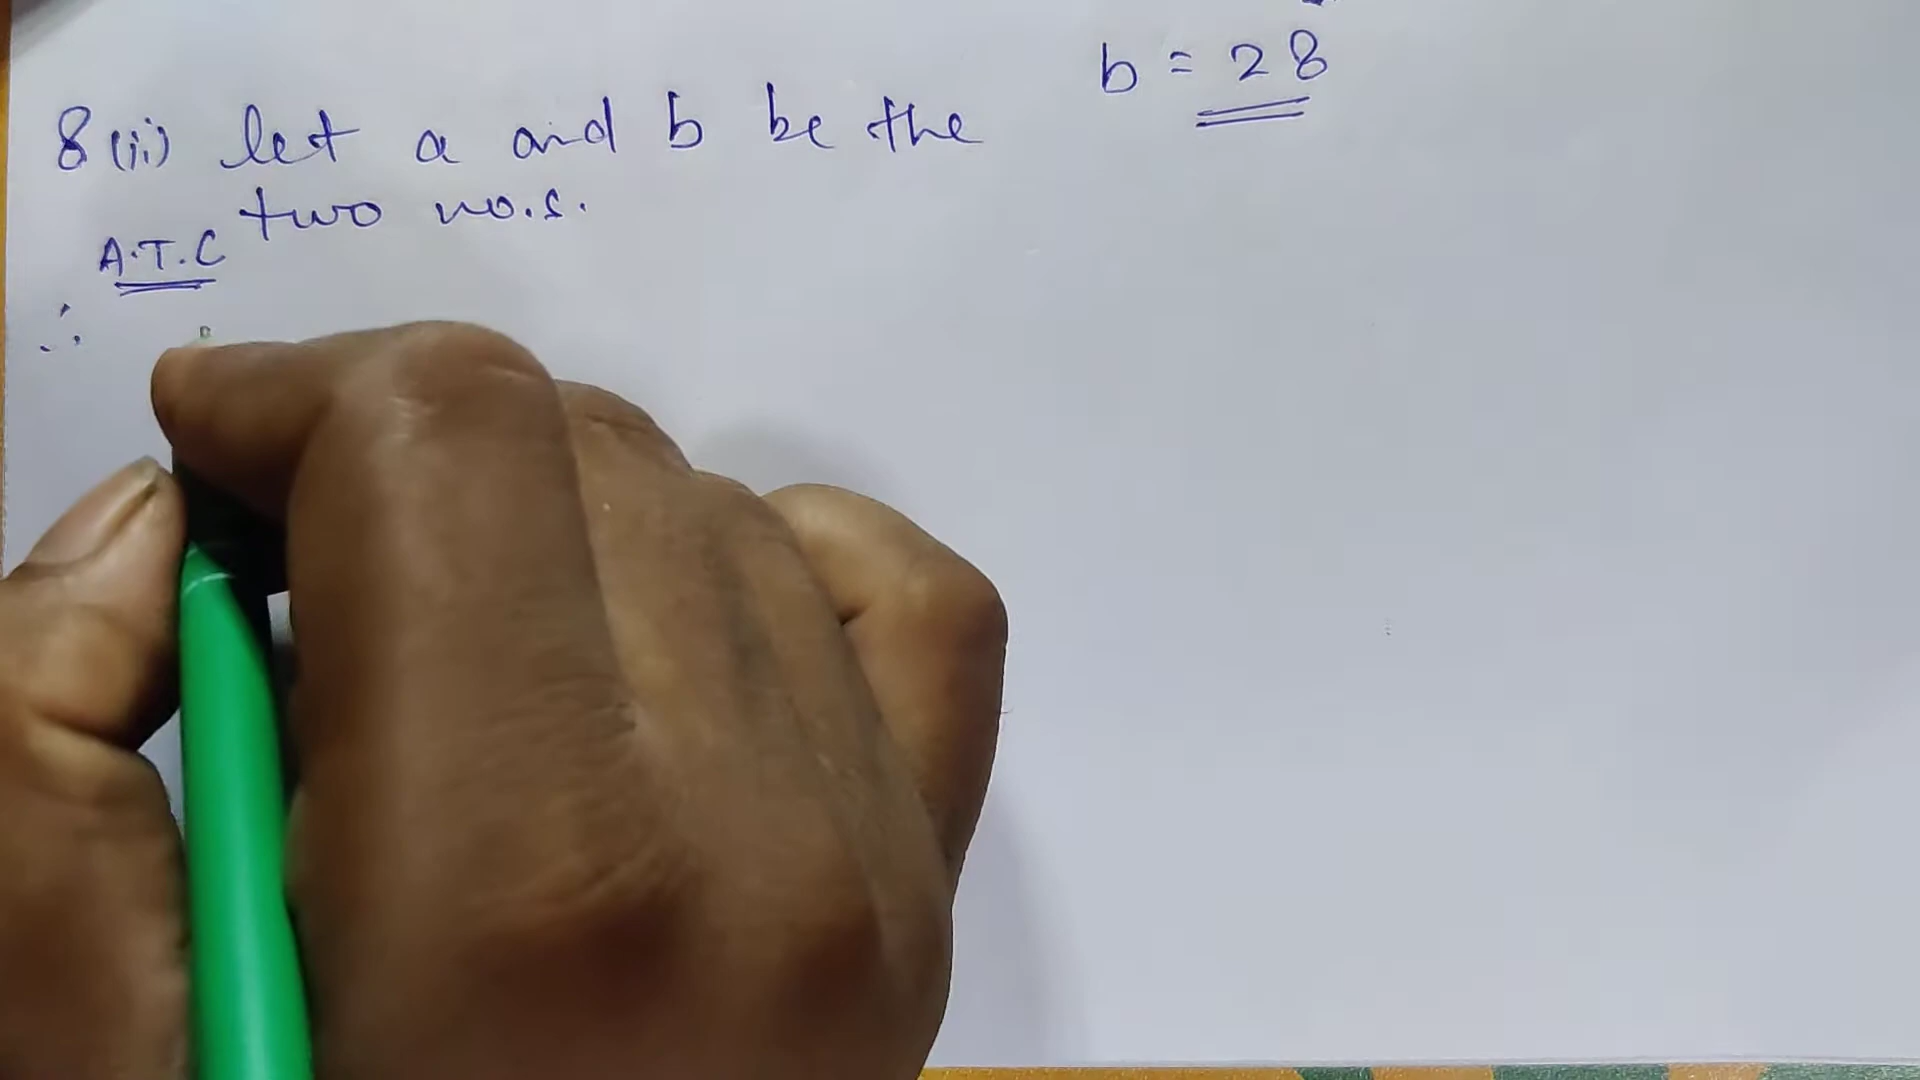 b = 28
8(ii) let a and b be the
two no.s.
A.T.C
∴